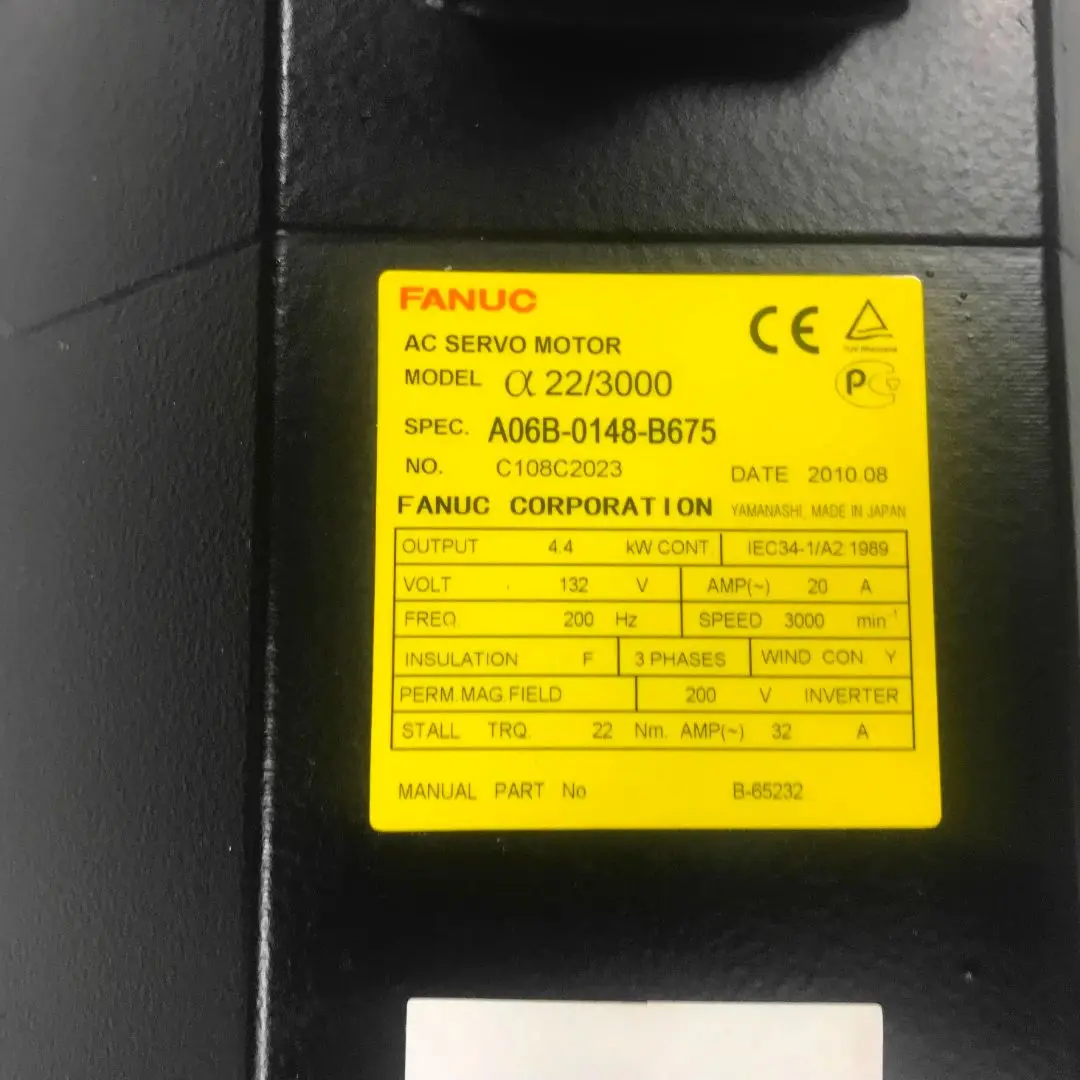 FANUC
CE
AC SERVO MOTOR
MODEL α 22/3000
SPEC. A06B-0148-B675
NO. C108C2023 DATE 2010.08
FANUC CORPORATION YAMANASHI, MADE IN JAPAN
OUTPUT 4.4 kW CONT IEC34-1/A2 1989
VOLT 132 V AMP(~) 20 A
FREQ 200 Hz SPEED 3000 min⁻¹
INSULATION F 3 PHASES WIND CON Y
PERM.MAG.FIELD 200 V INVERTER
STALL TRQ 22 Nm. AMP(~) 32 A
MANUAL PART No B-65232